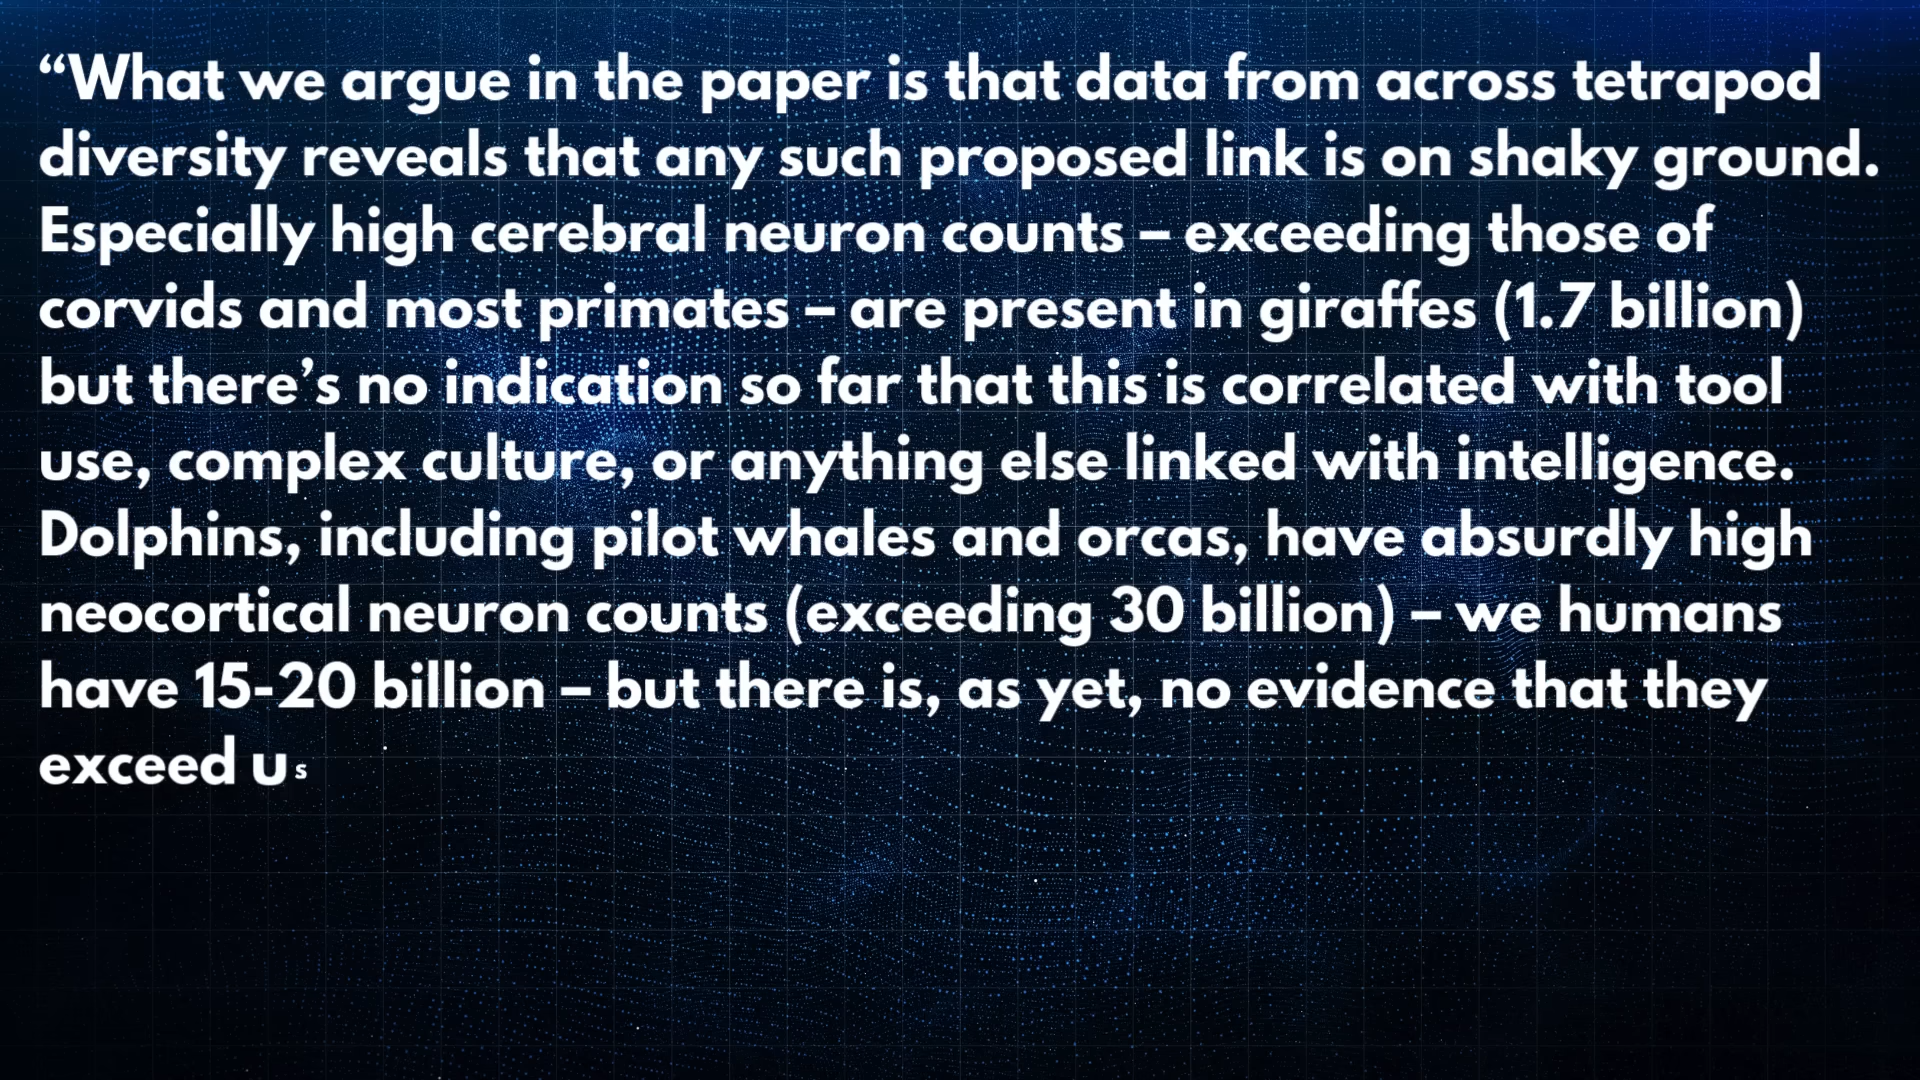 “What we argue in the paper is that data from across tetrapod
diversity reveals that any such proposed link is on shaky ground.
Especially high cerebral neuron counts – exceeding those of
corvids and most primates – are present in giraffes (1.7 billion)
but there’s no indication so far that this is correlated with tool
use, complex culture, or anything else linked with intelligence.
Dolphins, including pilot whales and orcas, have absurdly high
neocortical neuron counts (exceeding 30 billion) – we humans
have 15-20 billion – but there is, as yet, no evidence that they
exceed us